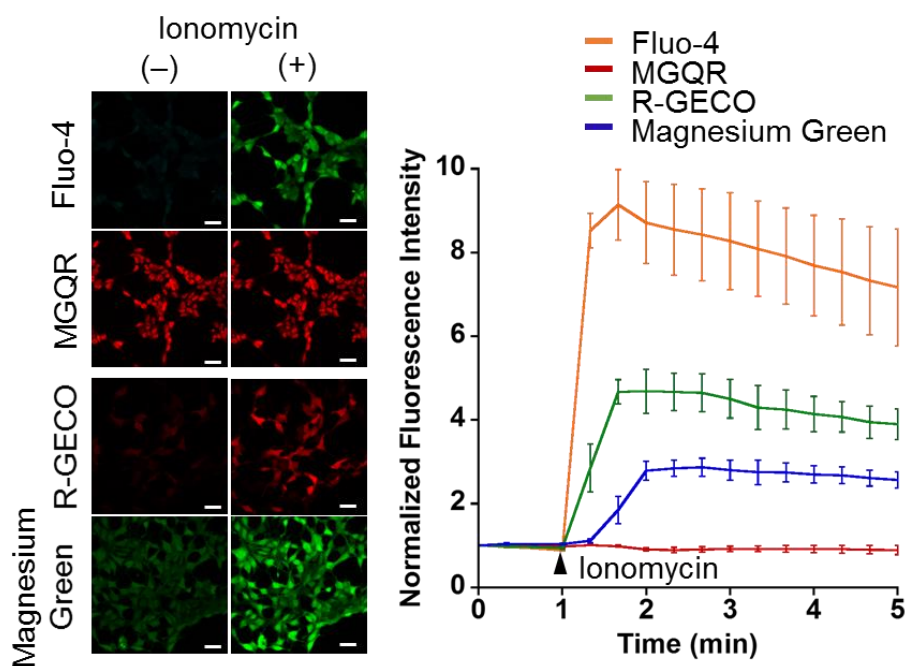 Ionomycin
(–) (+)
Fluo-4
MGQR
R-GECO
Magnesium
Green
Fluo-4
MGQR
R-GECO
Magnesium Green
Normalized Fluorescence Intensity
10
8
6
4
2
0
Ionomycin
0 1 2 3 4 5
Time (min)